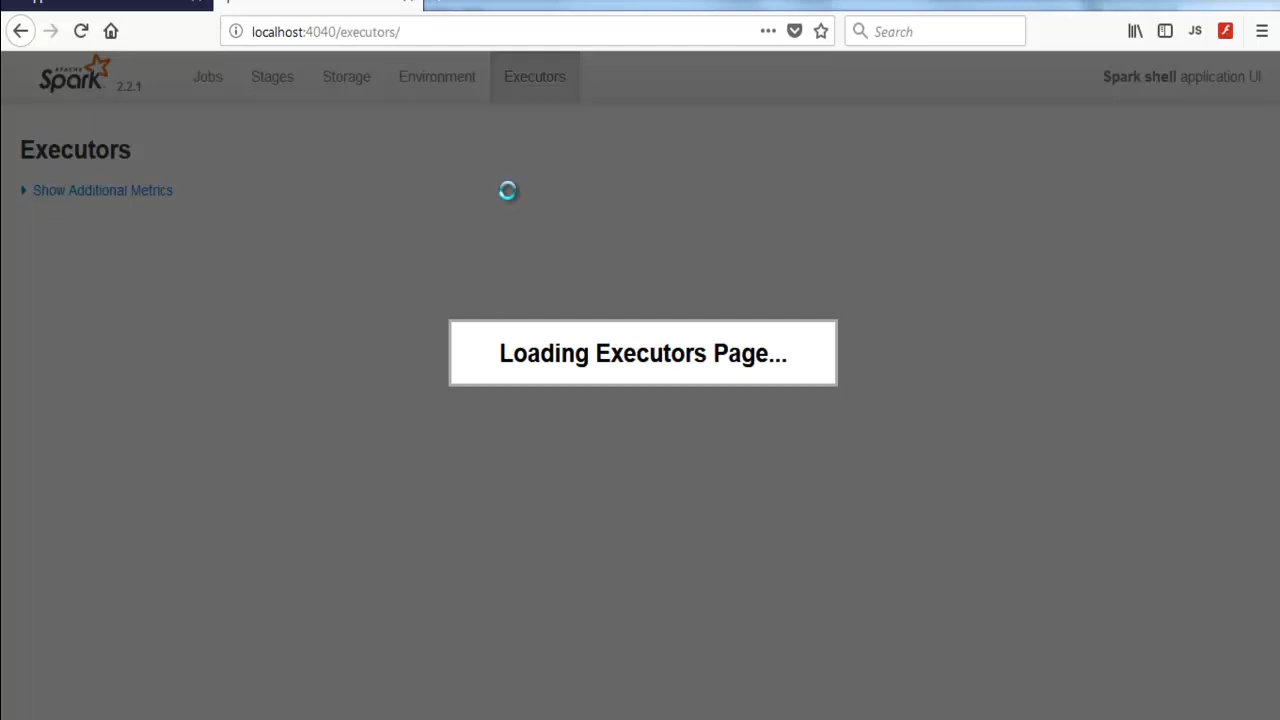 localhost:4040/executors/
Search
JS
APACHE
Spark 2.2.1
Jobs
Stages
Storage
Environment
Executors
Spark shell application UI
Executors
Show Additional Metrics
Loading Executors Page...